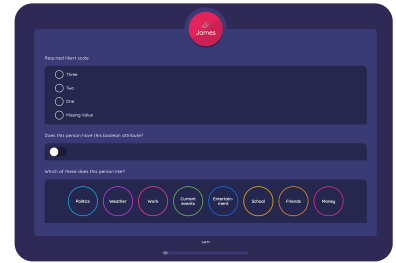 James
Required likert scale
Three
Two
One
Missing Value
Does this person have this boolean attribute?
Which of these does this person like?
Politics
Weather
Work
Current
events
Entertain-
ment
School
Friends
Money